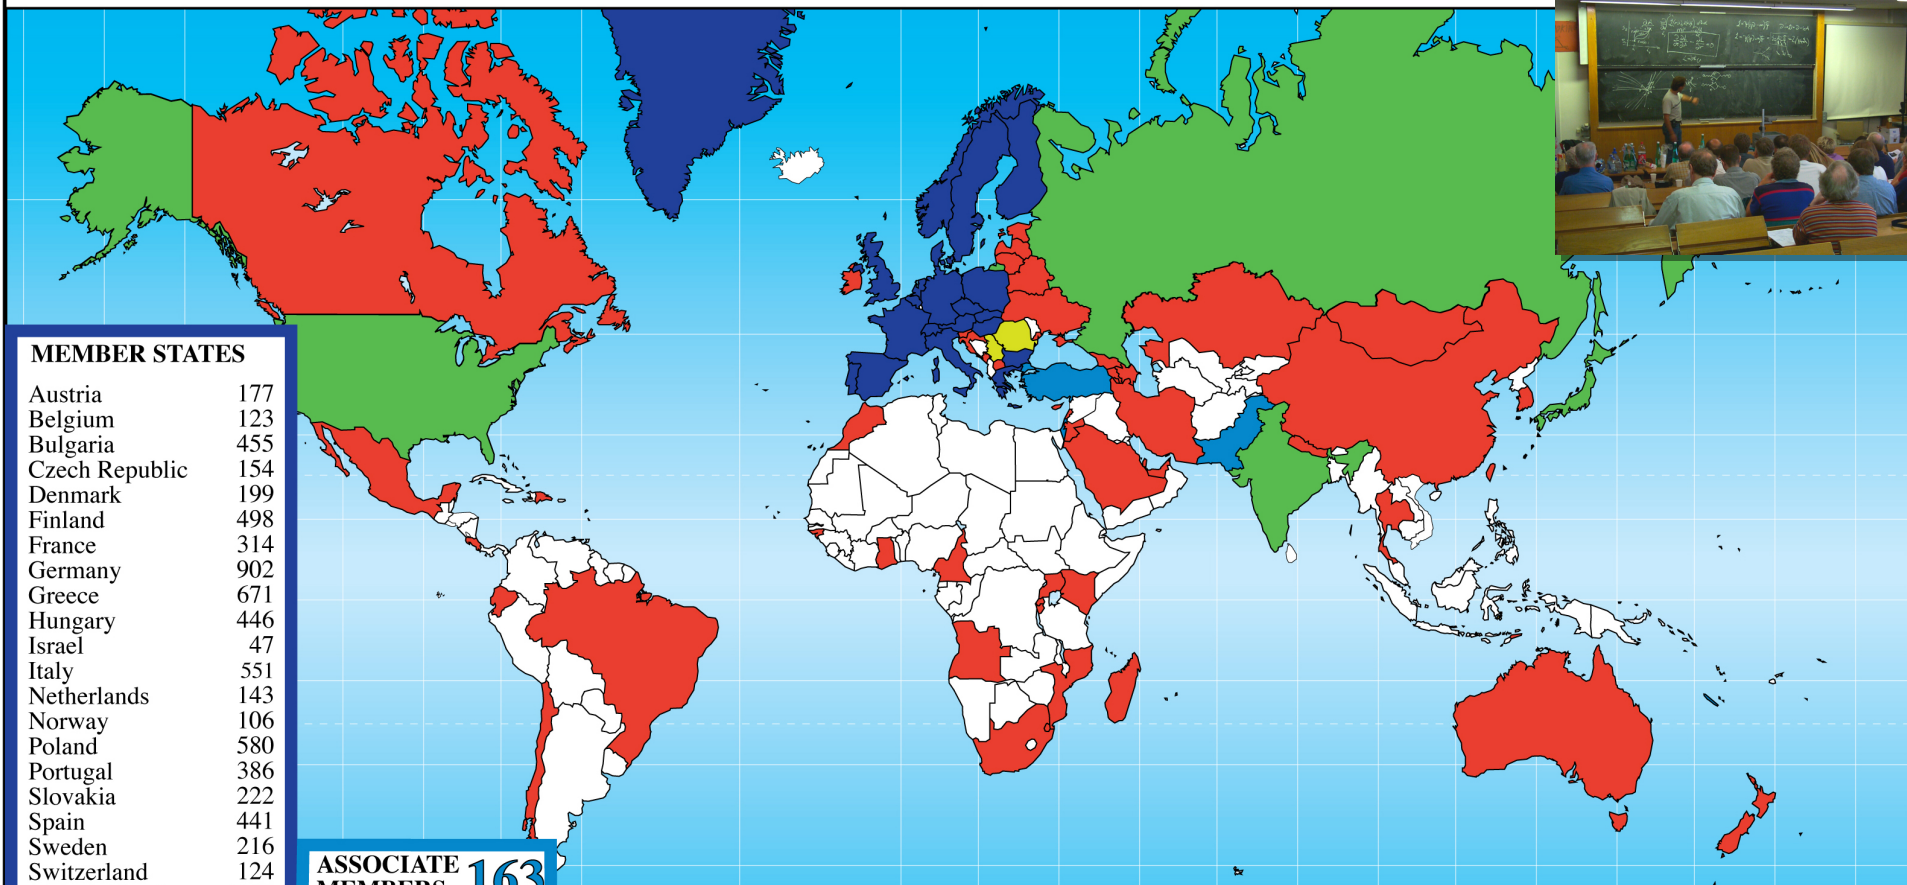 MEMBER STATES
Austria 177
Belgium 123
Bulgaria 455
Czech Republic 154
Denmark 199
Finland 498
France 314
Germany 902
Greece 671
Hungary 446
Israel 47
Italy 551
Netherlands 143
Norway 106
Poland 580
Portugal 386
Slovakia 222
Spain 441
Sweden 216
Switzerland 124
ASSOCIATE 163
MEMBERS